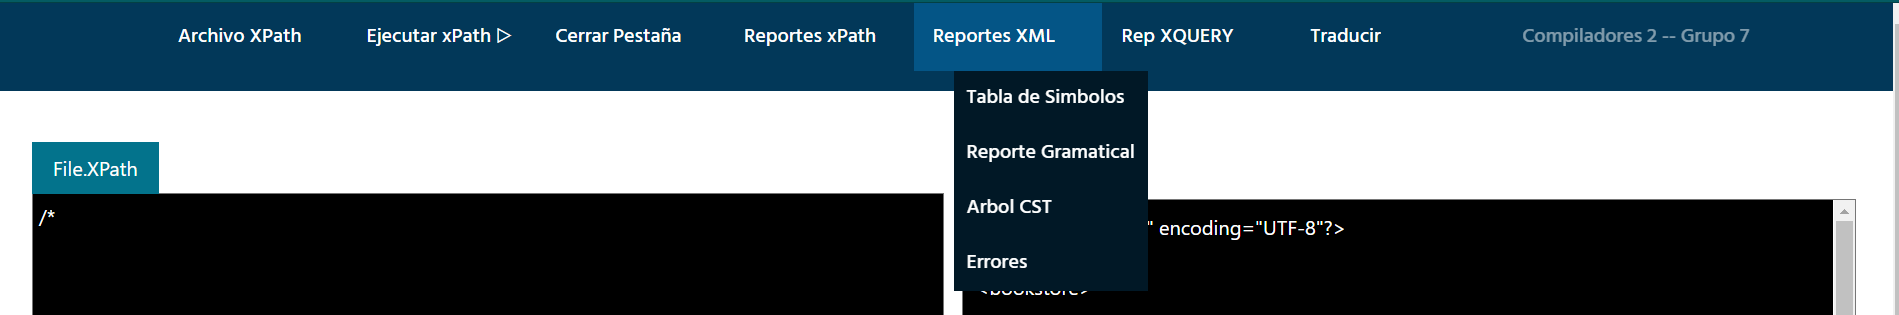 Archivo XPath
Ejecutar xPath ▷
Cerrar Pestaña
Reportes xPath
Reportes XML
Rep XQUERY
Traducir
Compiladores 2 -- Grupo 7
Tabla de Simbolos
Reporte Gramatical
Arbol CST
Errores
File.XPath
/*
" encoding="UTF-8"?>
<bookstore>